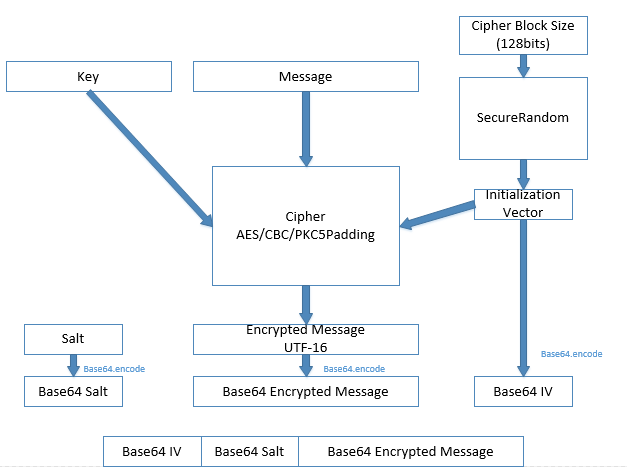 Cipher Block Size
(128bits)
Key
Message
SecureRandom
Initialization
Vector
Cipher
AES/CBC/PKC5Padding
Encrypted Message
UTF-16
Salt
Base64.encode
Base64.encode
Base64.encode
Base64 Salt
Base64 Encrypted Message
Base64 IV
Base64 IV
Base64 Salt
Base64 Encrypted Message